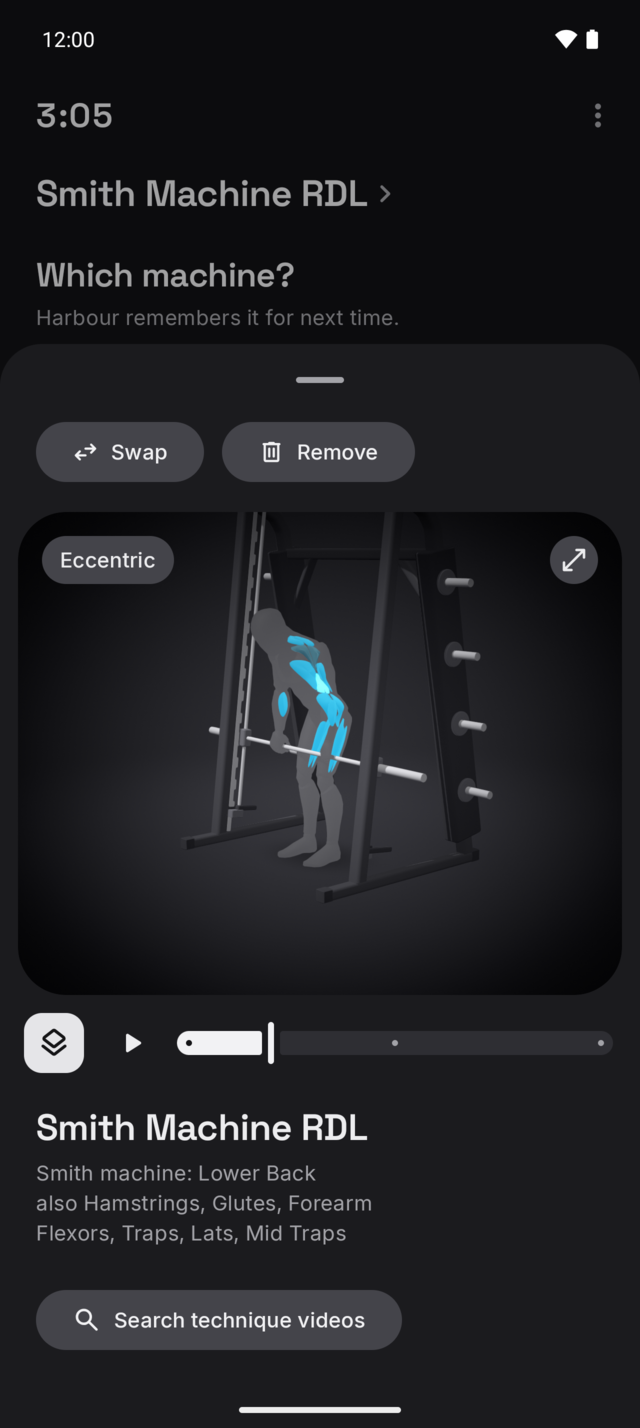 12:00
3:05
Smith Machine RDL
Which machine?
Harbour remembers it for next time.
Swap
Remove
Eccentric
Smith Machine RDL
Smith machine: Lower Back
also Hamstrings, Glutes, Forearm
Flexors, Traps, Lats, Mid Traps
Search technique videos